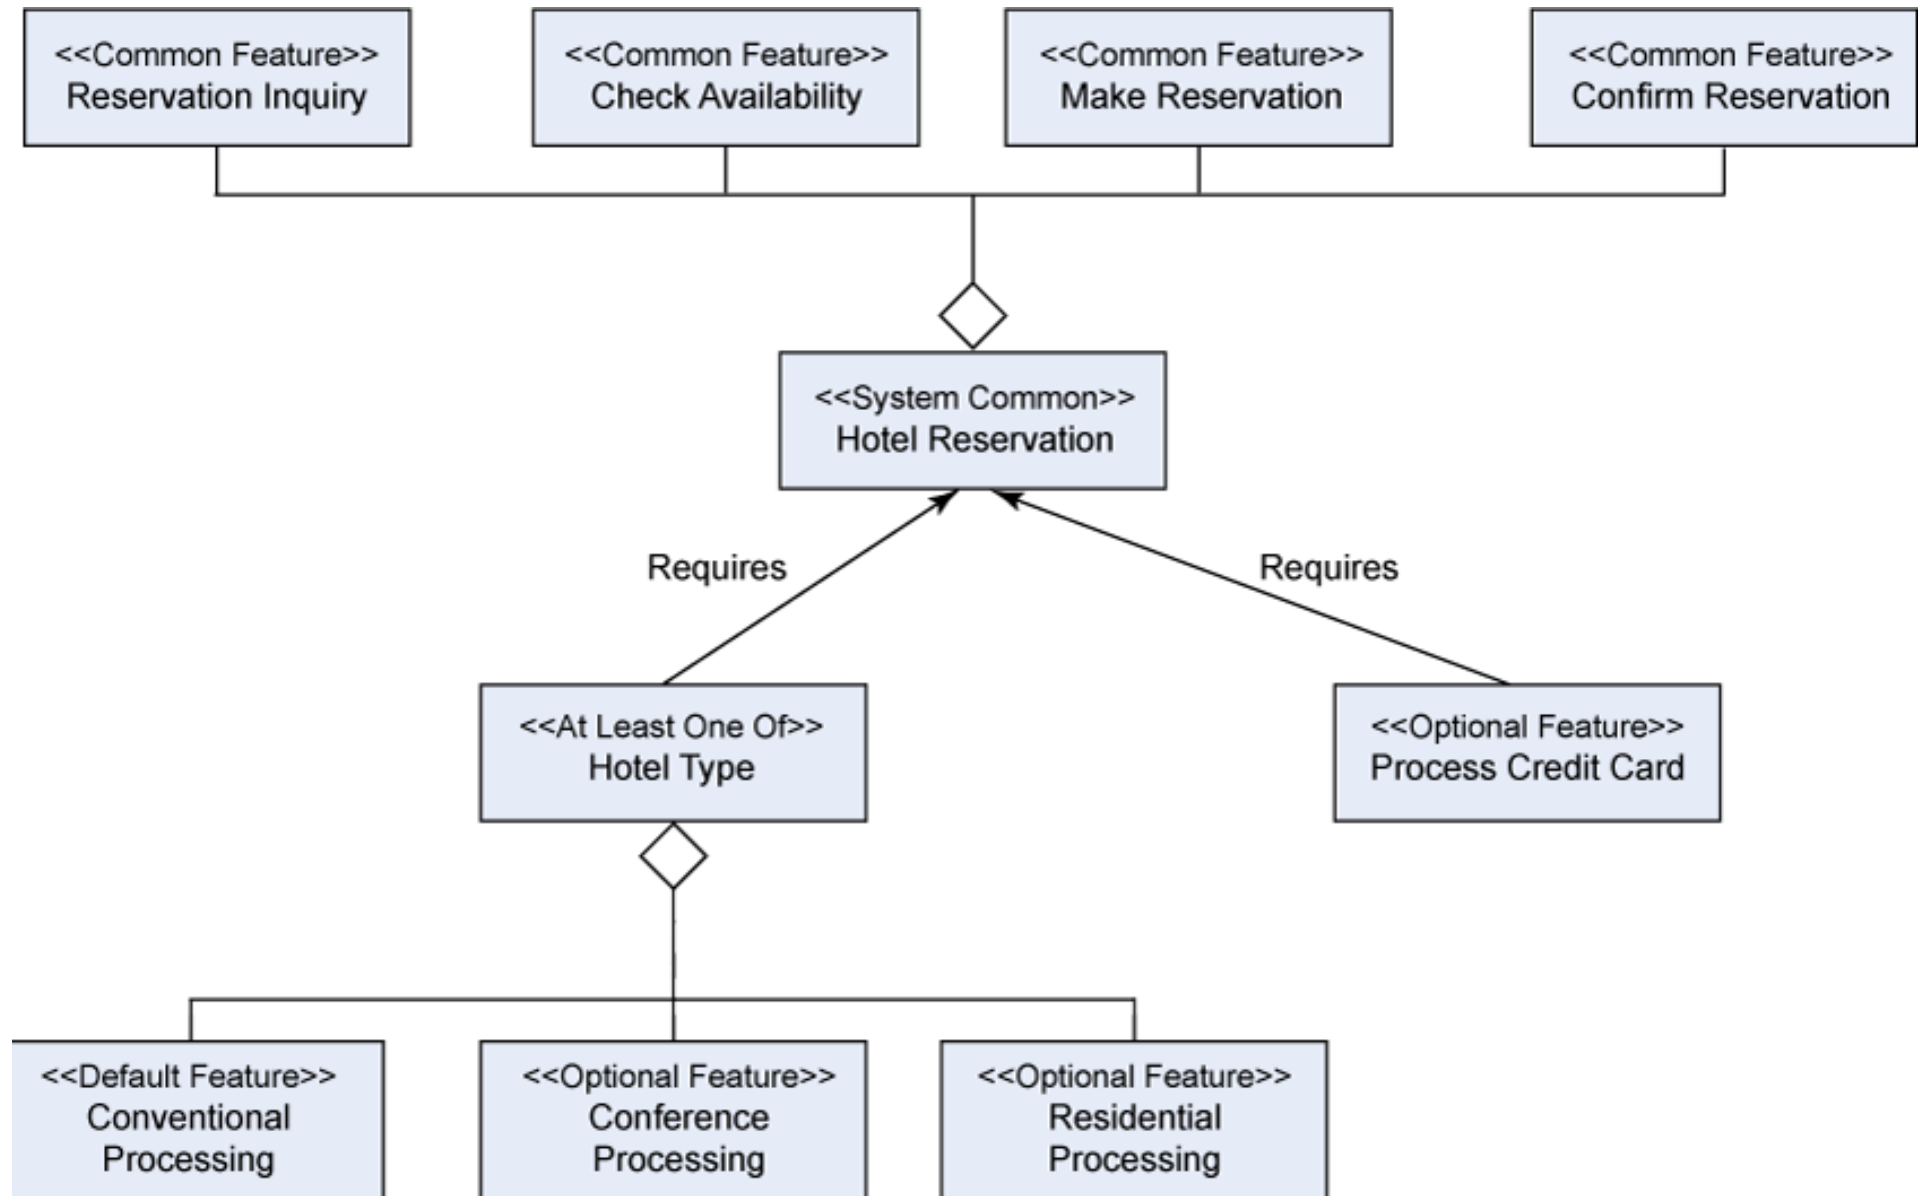 <<Common Feature>>
Reservation Inquiry
<<Common Feature>>
Check Availability
<<Common Feature>>
Make Reservation
<<Common Feature>>
Confirm Reservation
<<System Common>>
Hotel Reservation
Requires
Requires
<<At Least One Of>>
Hotel Type
<<Optional Feature>>
Process Credit Card
<<Default Feature>>
Conventional
Processing
<<Optional Feature>>
Conference
Processing
<<Optional Feature>>
Residential
Processing